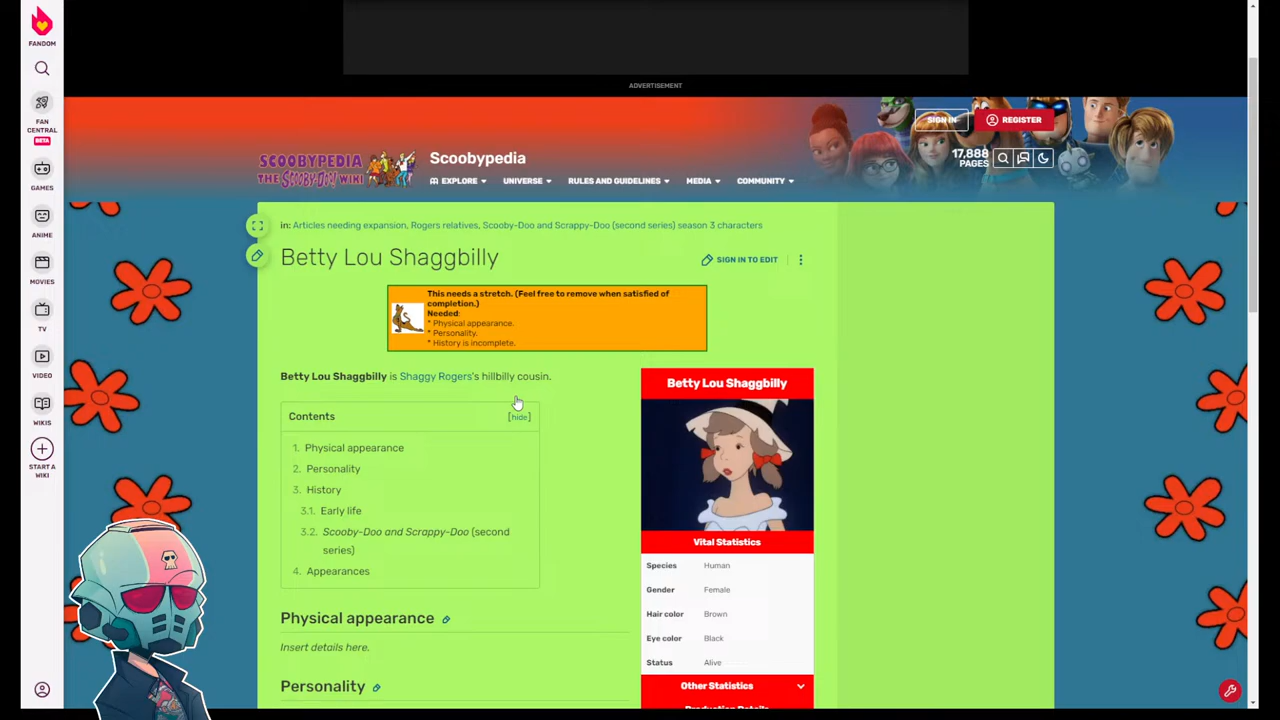 FANDOM
FAN
CENTRAL
BETA
GAMES
ANIME
MOVIES
TV
VIDEO
WIKIS
START A
WIKI
ADVERTISEMENT
SIGN IN
REGISTER
SCOOBYPEDIA
THE SCOOBY-DOO WIKI
Scoobypedia
17,888
PAGES
EXPLORE
UNIVERSE
RULES AND GUIDELINES
MEDIA
COMMUNITY
in: Articles needing expansion, Rogers relatives, Scooby-Doo and Scrappy-Doo (second series) season 3 characters
Betty Lou Shaggbilly
SIGN IN TO EDIT
This needs a stretch. (Feel free to remove when satisfied of
completion.)
Needed:
* Physical appearance.
* Personality.
* History is incomplete.
Betty Lou Shaggbilly is Shaggy Rogers's hillbilly cousin.
Contents
[hide]
1. Physical appearance
2. Personality
3. History
3.1. Early life
3.2. Scooby-Doo and Scrappy-Doo (second
series)
4. Appearances
Physical appearance
Insert details here.
Personality
Betty Lou Shaggbilly
Vital Statistics
Species Human
Gender Female
Hair color Brown
Eye color Black
Status Alive
Other Statistics
Production Details